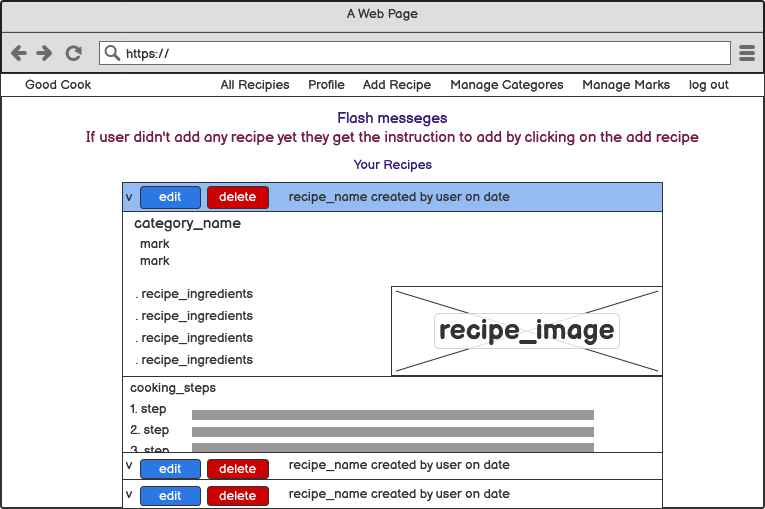 A Web Page
https://
Good Cook All Recipies Profile Add Recipe Manage Categores Manage Marks log out
Flash messeges
If user didn't add any recipe yet they get the instruction to add by clicking on the add recipe
Your Recipes
v edit delete recipe_name created by user on date
category_name
mark
mark
. recipe_ingredients
. recipe_ingredients
. recipe_ingredients
. recipe_ingredients
recipe_image
cooking_steps
1. step
2. step
3. step
v edit delete recipe_name created by user on date
v edit delete recipe_name created by user on date